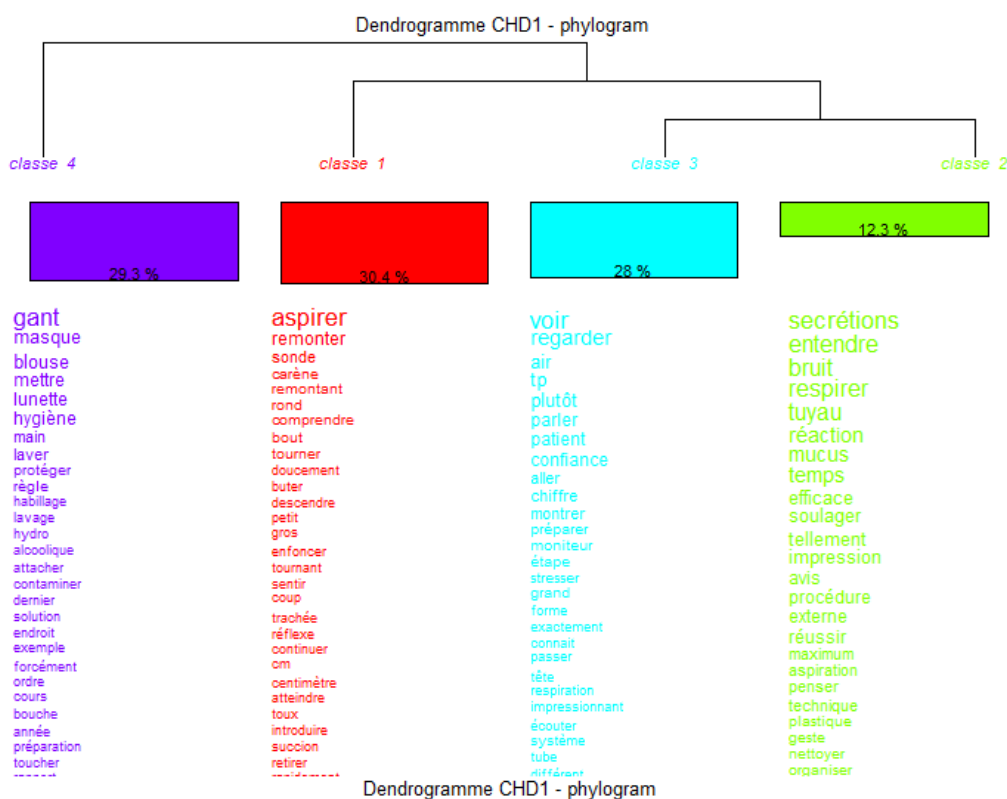 Dendrogramme CHD1 - phylogram
classe 4
classe 1
classe 3
classe 2
29.3 %
30.4 %
28 %
12.3 %
gant
masque
blouse
mettre
lunette
hygiène
main
laver
protéger
règle
habillage
lavage
hydro
alcoolique
attacher
contaminer
dernier
solution
endroit
exemple
forcément
ordre
cours
bouche
année
préparation
toucher
aspirer
remonter
sonde
carène
remontant
rond
comprendre
bout
tourner
doucement
buter
descendre
petit
gros
enfoncer
tournant
sentir
coup
trachée
réflexe
continuer
cm
centimètre
atteindre
toux
introduire
succion
retirer
rapidement
voir
regarder
air
tp
plutôt
parler
patient
confiance
aller
chiffre
montrer
préparer
moniteur
étape
stresser
grand
forme
exactement
connait
passer
tête
respiration
impressionnant
écouter
système
tube
différent
secrétions
entendre
bruit
respirer
tuyau
réaction
mucus
temps
efficace
soulager
tellement
impression
avis
procédure
externe
réussir
maximum
aspiration
penser
technique
plastique
geste
nettoyer
organiser
Dendrogramme CHD1 - phylogram